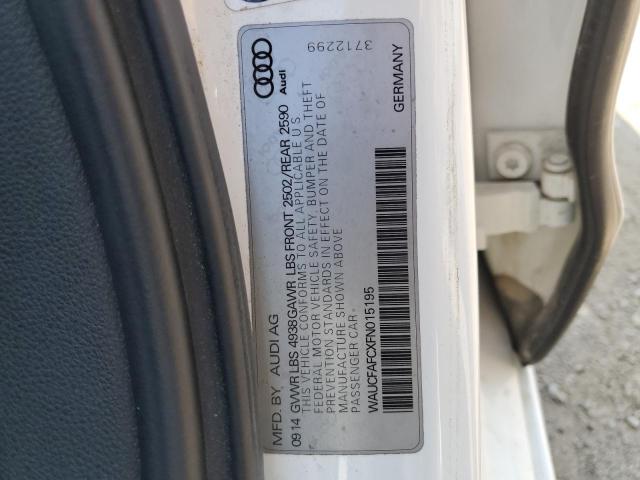 MFD. BY. AUDI AG
09 14 GVWR LBS 4938 GAWR LBS FRONT 2502/REAR 2590
Audi
THIS VEHICLE CONFORMS TO ALL APPLICABLE U S
FEDERAL MOTOR VEHICLE SAFETY, BUMPER AND THEFT
PREVENTION STANDARDS IN EFFECT ON THE DATE OF
MANUFACTURE SHOWN ABOVE
PASSENGER CAR.
3712299
WAUCFAFCXFN015195
GERMANY